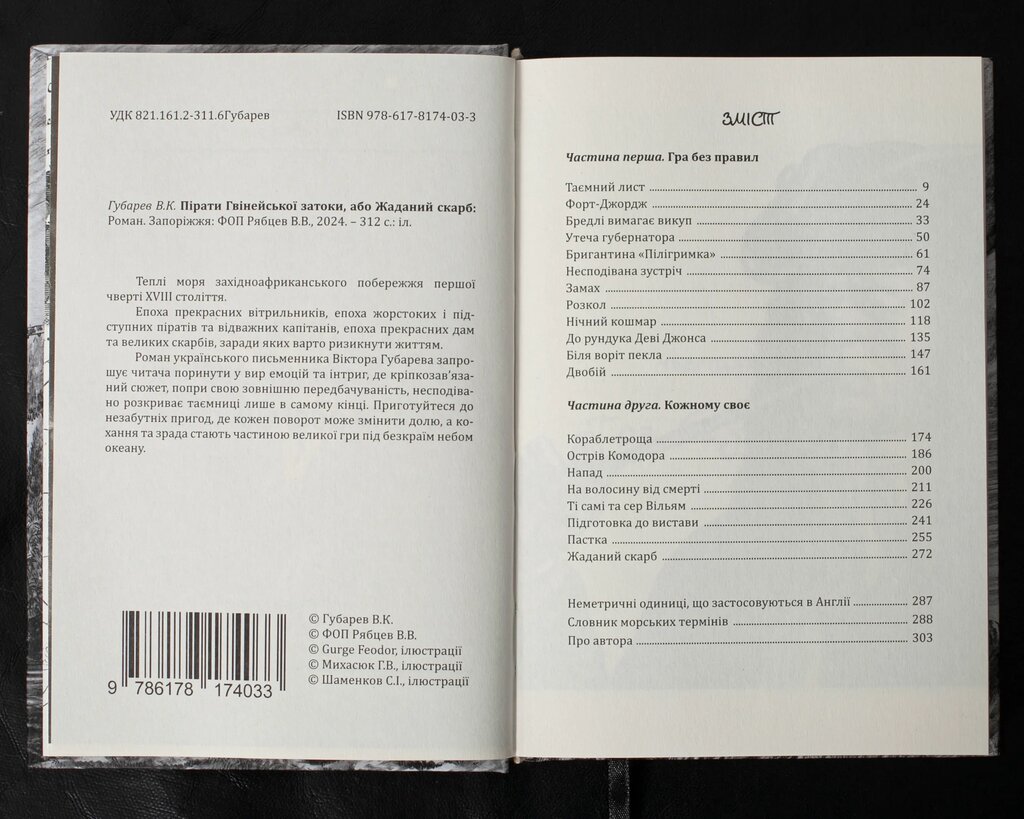 УДК 821.161.2-311.6Губарев
ISBN 978-617-8174-03-3
Губарев В.К. Пірати Гвінейської затоки, або Жаданий скарб:
Роман. Запоріжжя: ФОП Рябцев В.В., 2024. – 312 с.: іл.
Теплі моря західноафриканського побережжя першої
чверті XVIII століття.
Епоха прекрасних вітрильників, епоха жорстоких і під-
ступних піратів та відважних капітанів, епоха прекрасних дам
та великих скарбів, заради яких варто ризикнути життям.
Роман українського письменника Віктора Губарева запро-
шує читача поринути у вир емоцій та інтриг, де кріпкозав’яза-
ний сюжет, попри свою зовнішню передбачуваність, несподіва-
но розкриває таємниці лише в самому кінці. Приготуйтеся до
незабутніх пригод, де кожен поворот може змінити долю, а ко-
хання та зрада стають частиною великої гри під безкраїм небом
океану.
9 786178 174033
© Губарев В.К.
© ФОП Рябцев В.В.
© Gurge Feodor, ілюстрації
© Михасюк Г.В., ілюстрації
© Шаменков С.І., ілюстрації
ЗМІСТ
Частина перша. Гра без правил
Таємний лист 9
Форт-Джордж 24
Бредлі вимагає викуп 33
Утеча губернатора 50
Бригантина «Пілігримка» 61
Несподівана зустріч 74
Замах 87
Розкол 102
Нічний кошмар 118
До рундука Деві Джонса 135
Біля воріт пекла 147
Двобій 161
Частина друга. Кожному своє
Кораблетроща 174
Острів Комодора 186
Напад 200
На волосину від смерті 211
Ті самі та сер Вільям 226
Підготовка до вистави 241
Пастка 255
Жаданий скарб 272
Неметричні одиниці, що застосовуються в Англії 287
Словник морських термінів 288
Про автора 303